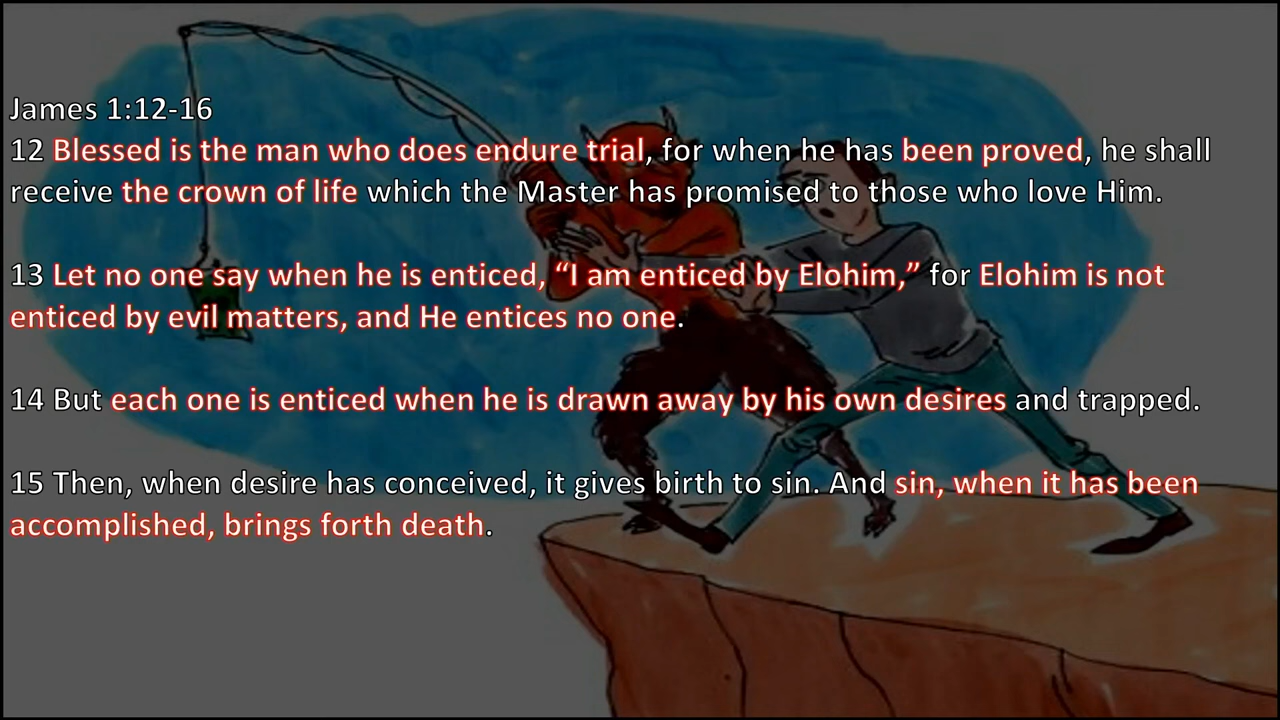 James 1:12-16
12 Blessed is the man who does endure trial, for when he has been proved, he shall
receive the crown of life which the Master has promised to those who love Him.
13 Let no one say when he is enticed, “I am enticed by Elohim,” for Elohim is not
enticed by evil matters, and He entices no one.
14 But each one is enticed when he is drawn away by his own desires and trapped.
15 Then, when desire has conceived, it gives birth to sin. And sin, when it has been
accomplished, brings forth death.